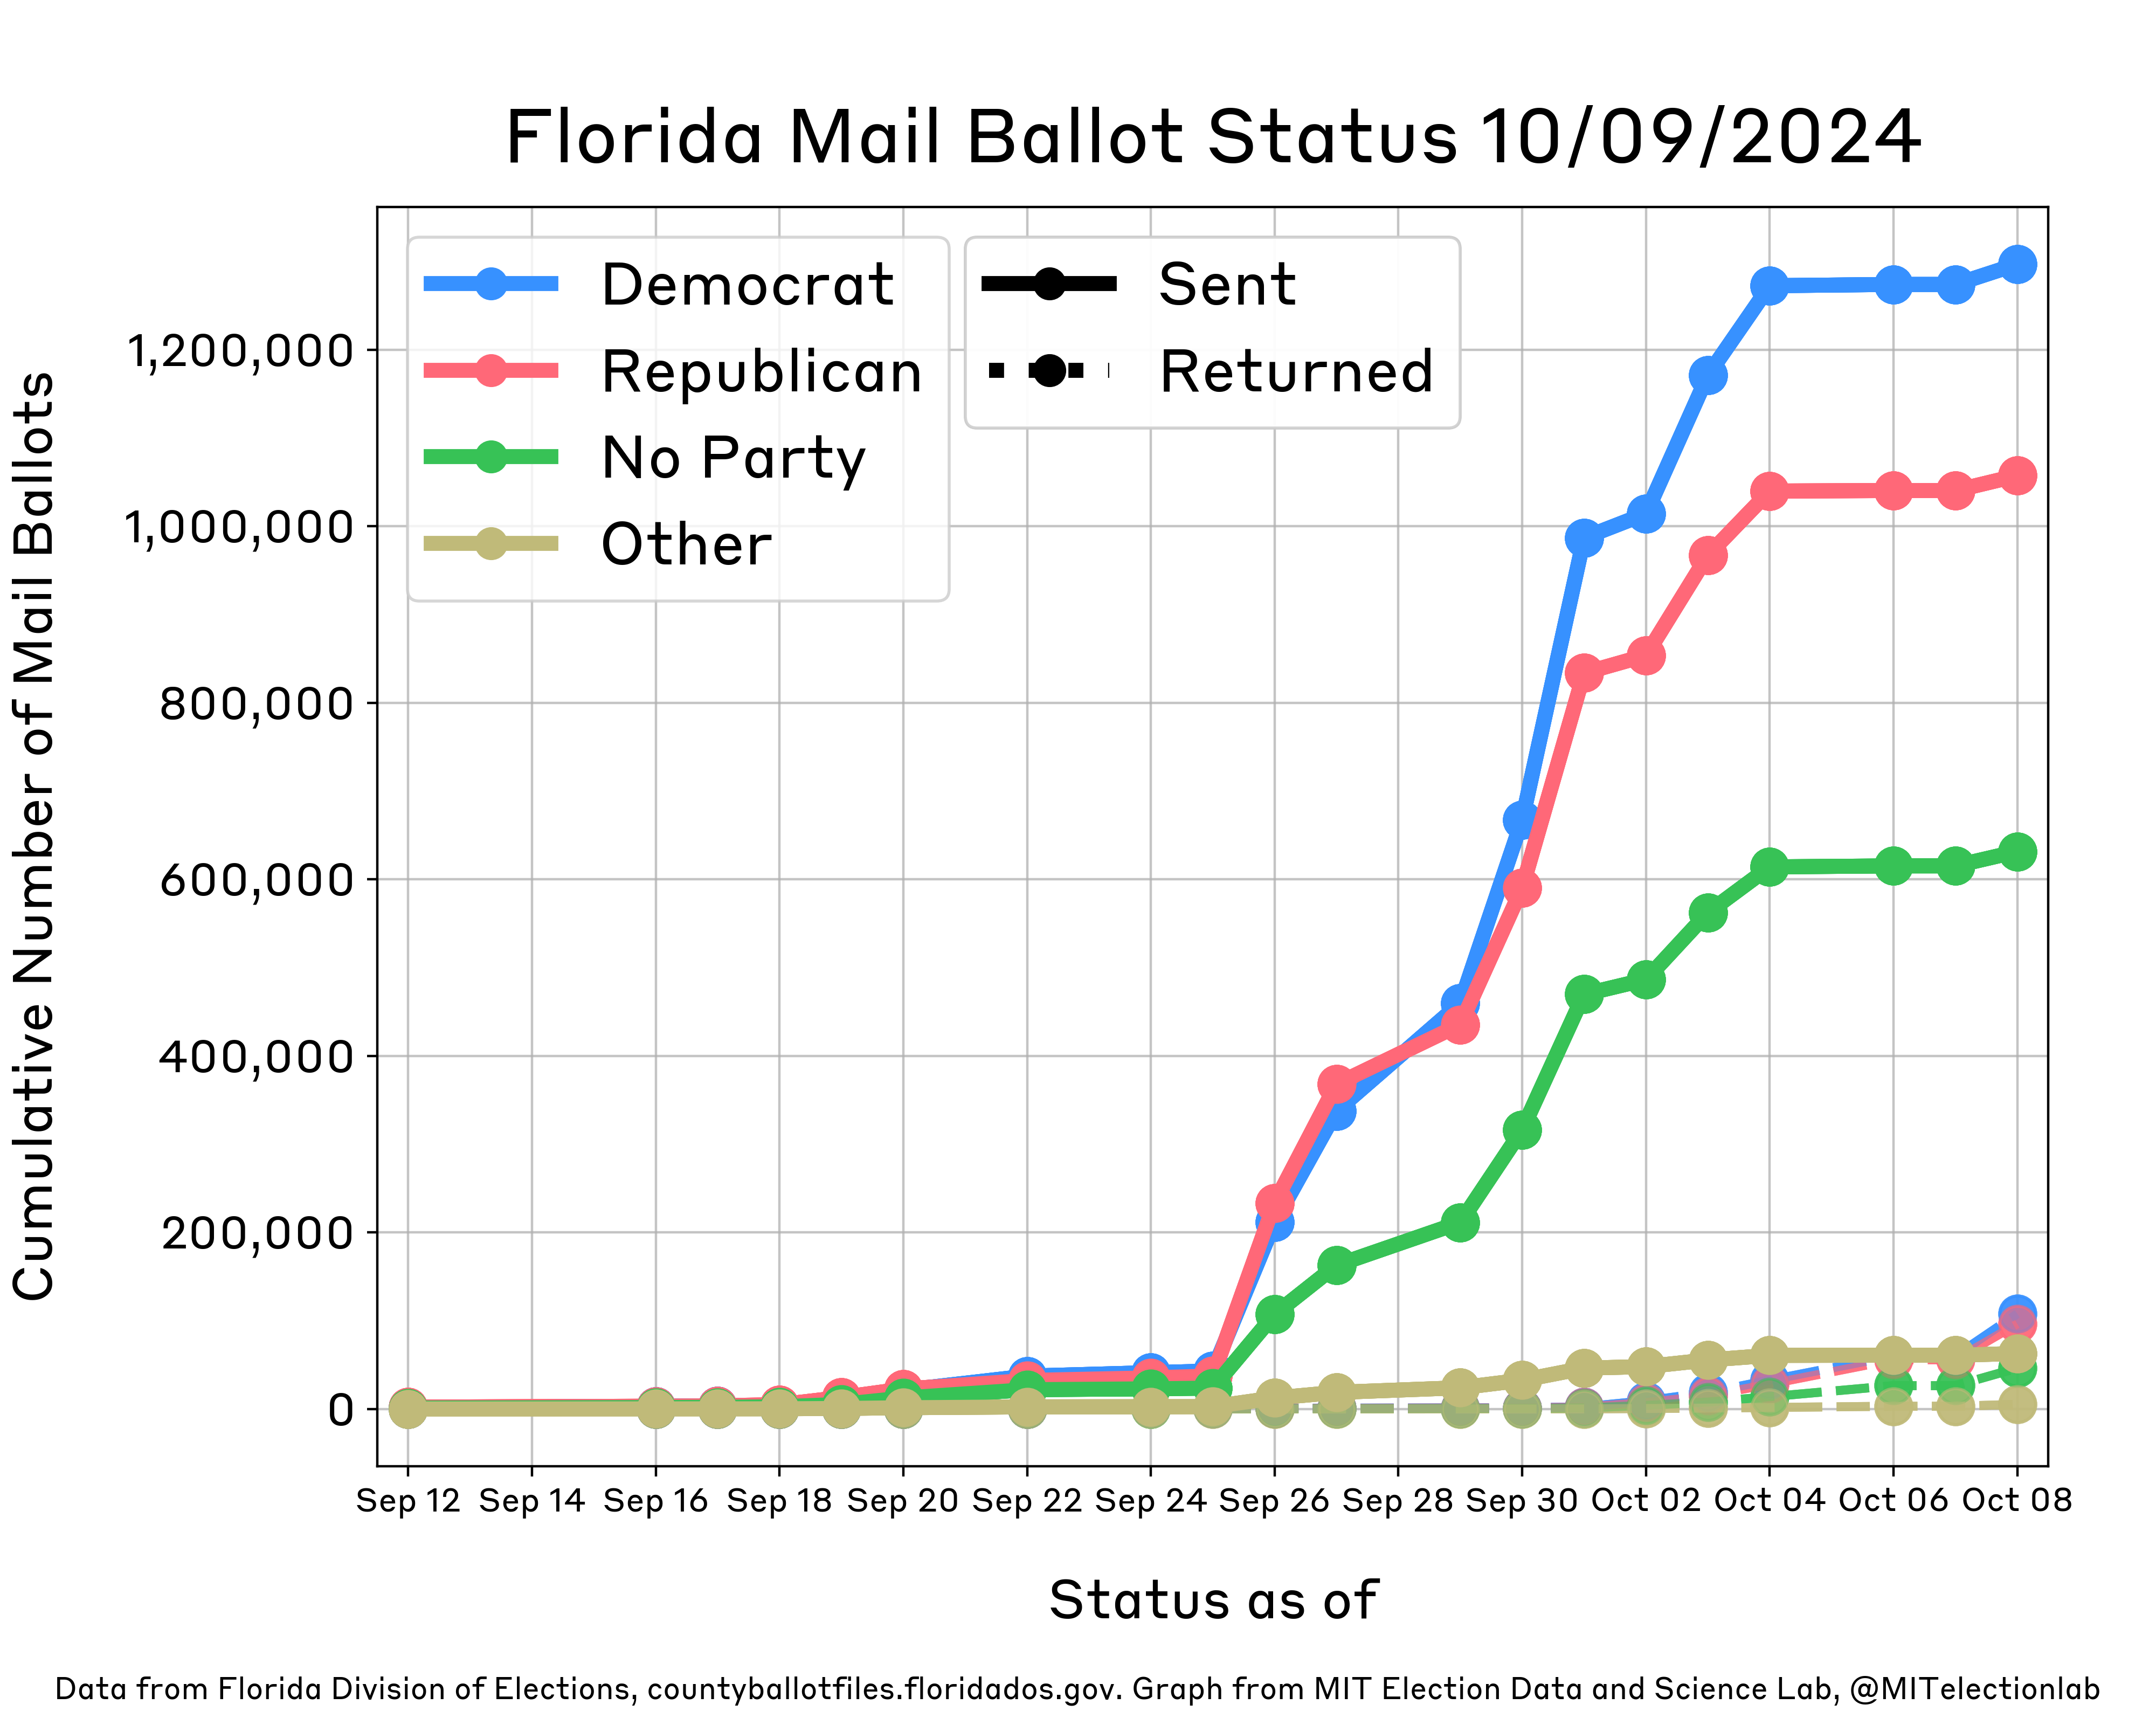 Florida Mail Ballot Status 10/09/2024
Democrat
Republican
No Party
Other
Sent
Returned
Cumulative Number of Mail Ballots
1,200,000
1,000,000
800,000
600,000
400,000
200,000
0
Sep 12 Sep 14 Sep 16 Sep 18 Sep 20 Sep 22 Sep 24 Sep 26 Sep 28 Sep 30 Oct 02 Oct 04 Oct 06 Oct 08
Status as of
Data from Florida Division of Elections, countyballotfiles.floridados.gov. Graph from MIT Election Data and Science Lab, @MITelectionlab